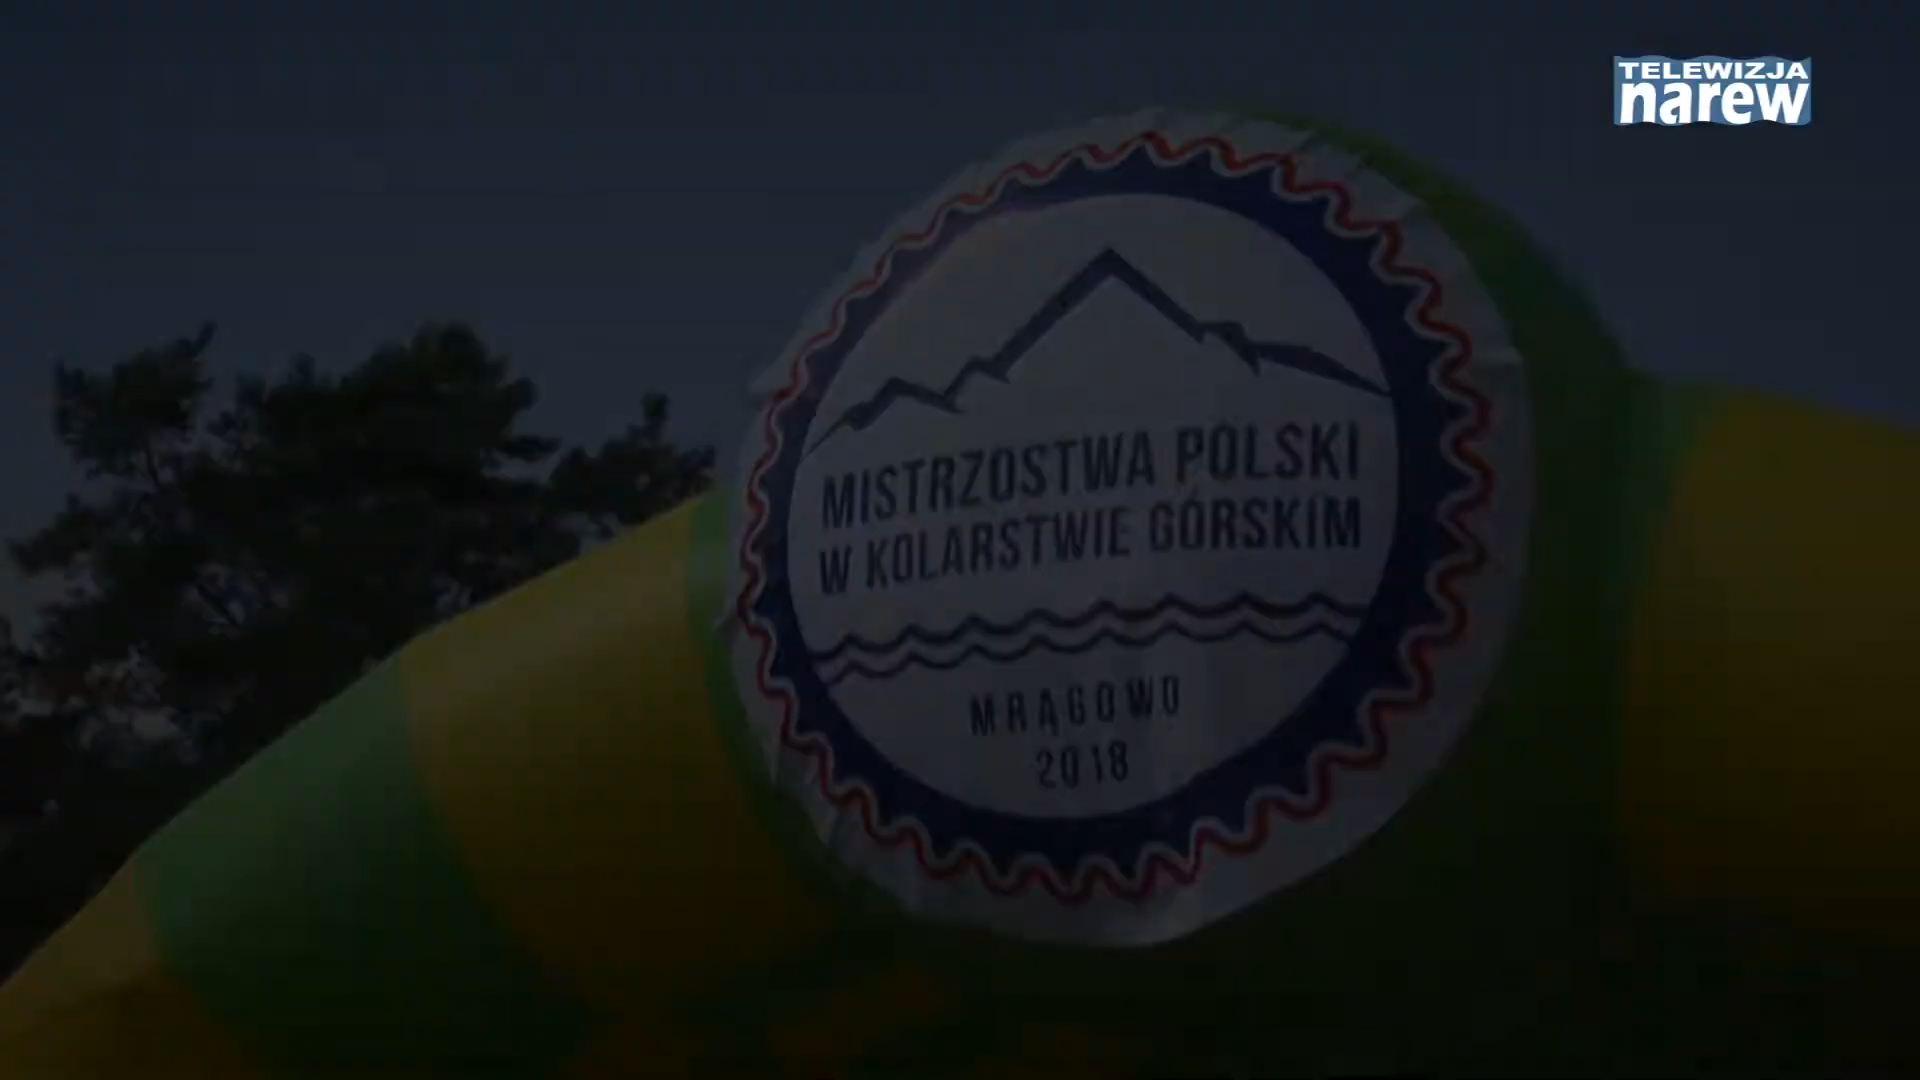 TELEWIZJA
narew
MISTRZOSTWA POLSKI
W KOLARSTWIE GÓRSKIM
MRĄGOWO
2018